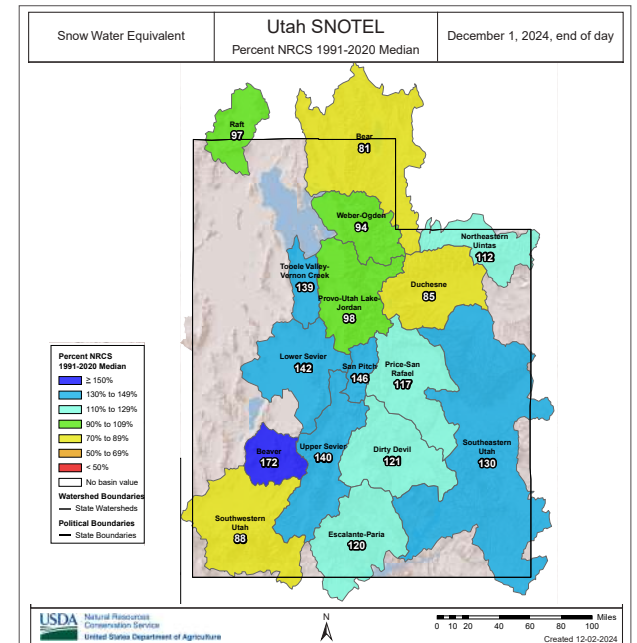 Snow Water Equivalent
Utah SNOTEL
Percent NRCS 1991-2020 Median
December 1, 2024, end of day
Raft
97
Bear
81
Weber-Ogden
94
Northeastern
Uintas
112
Tooele Valley-
Vernon Creek
139
Duchesne
85
Provo-Utah Lake-
Jordan
98
Lower Sevier
142
San Pitch
146
Price-San
Rafael
117
Beaver
172
Upper Sevier
140
Dirty Devil
121
Southeastern
Utah
130
Southwestern
Utah
88
Escalante-Paria
120
Percent NRCS
1991-2020 Median
≥ 150%
130% to 149%
110% to 129%
90% to 109%
70% to 89%
50% to 69%
< 50%
No basin value
Watershed Boundaries
State Watersheds
Political Boundaries
State Boundaries
USDA
Natural Resources
Conservation Service
United States Department of Agriculture
N
Miles
0 10 20 40 60 80 100
Created 12-02-2024